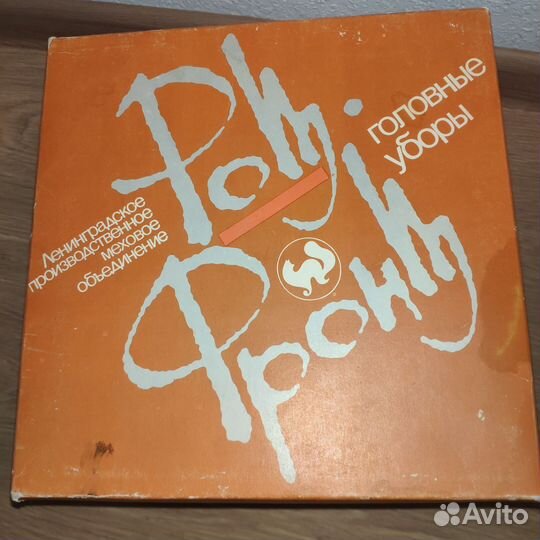 Рот
Фронт
головные
уборы
Ленинградское
производственное
меховое
объединение
Avito